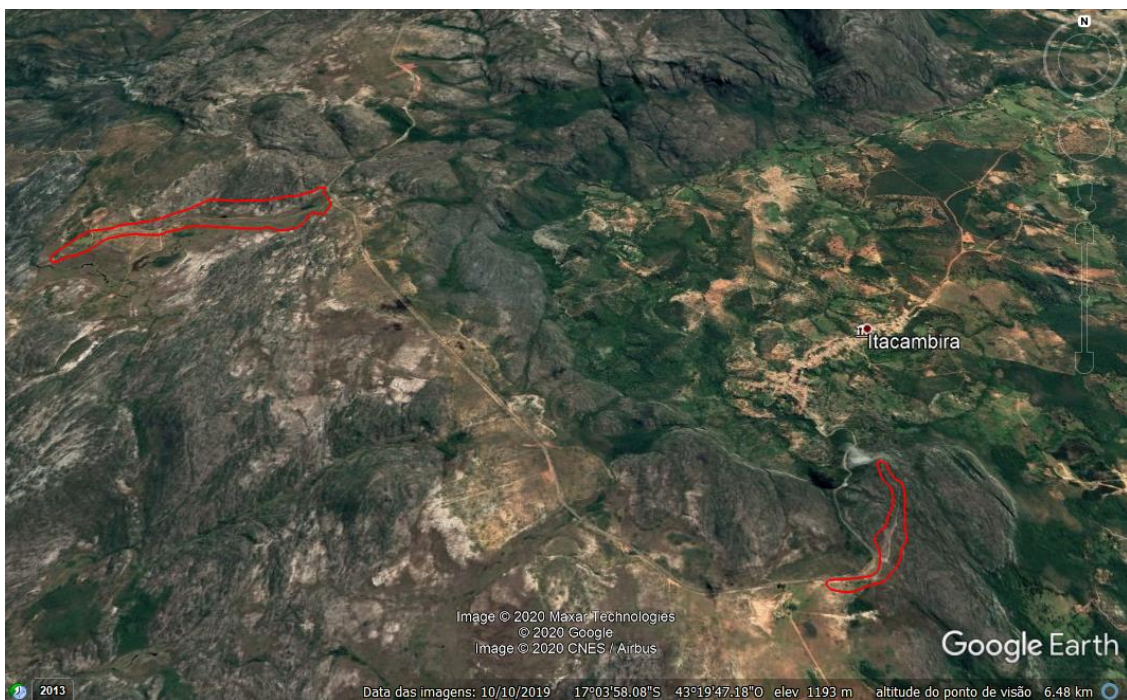 N
Itacambira
Image © 2020 Maxar Technologies
© 2020 Google
Image © 2020 CNES / Airbus
Google Earth
2013
Data das imagens: 10/10/2019 17°03'58.08"S 43°19'47.18"O elev 1193 m altitude do ponto de visão 6.48 km